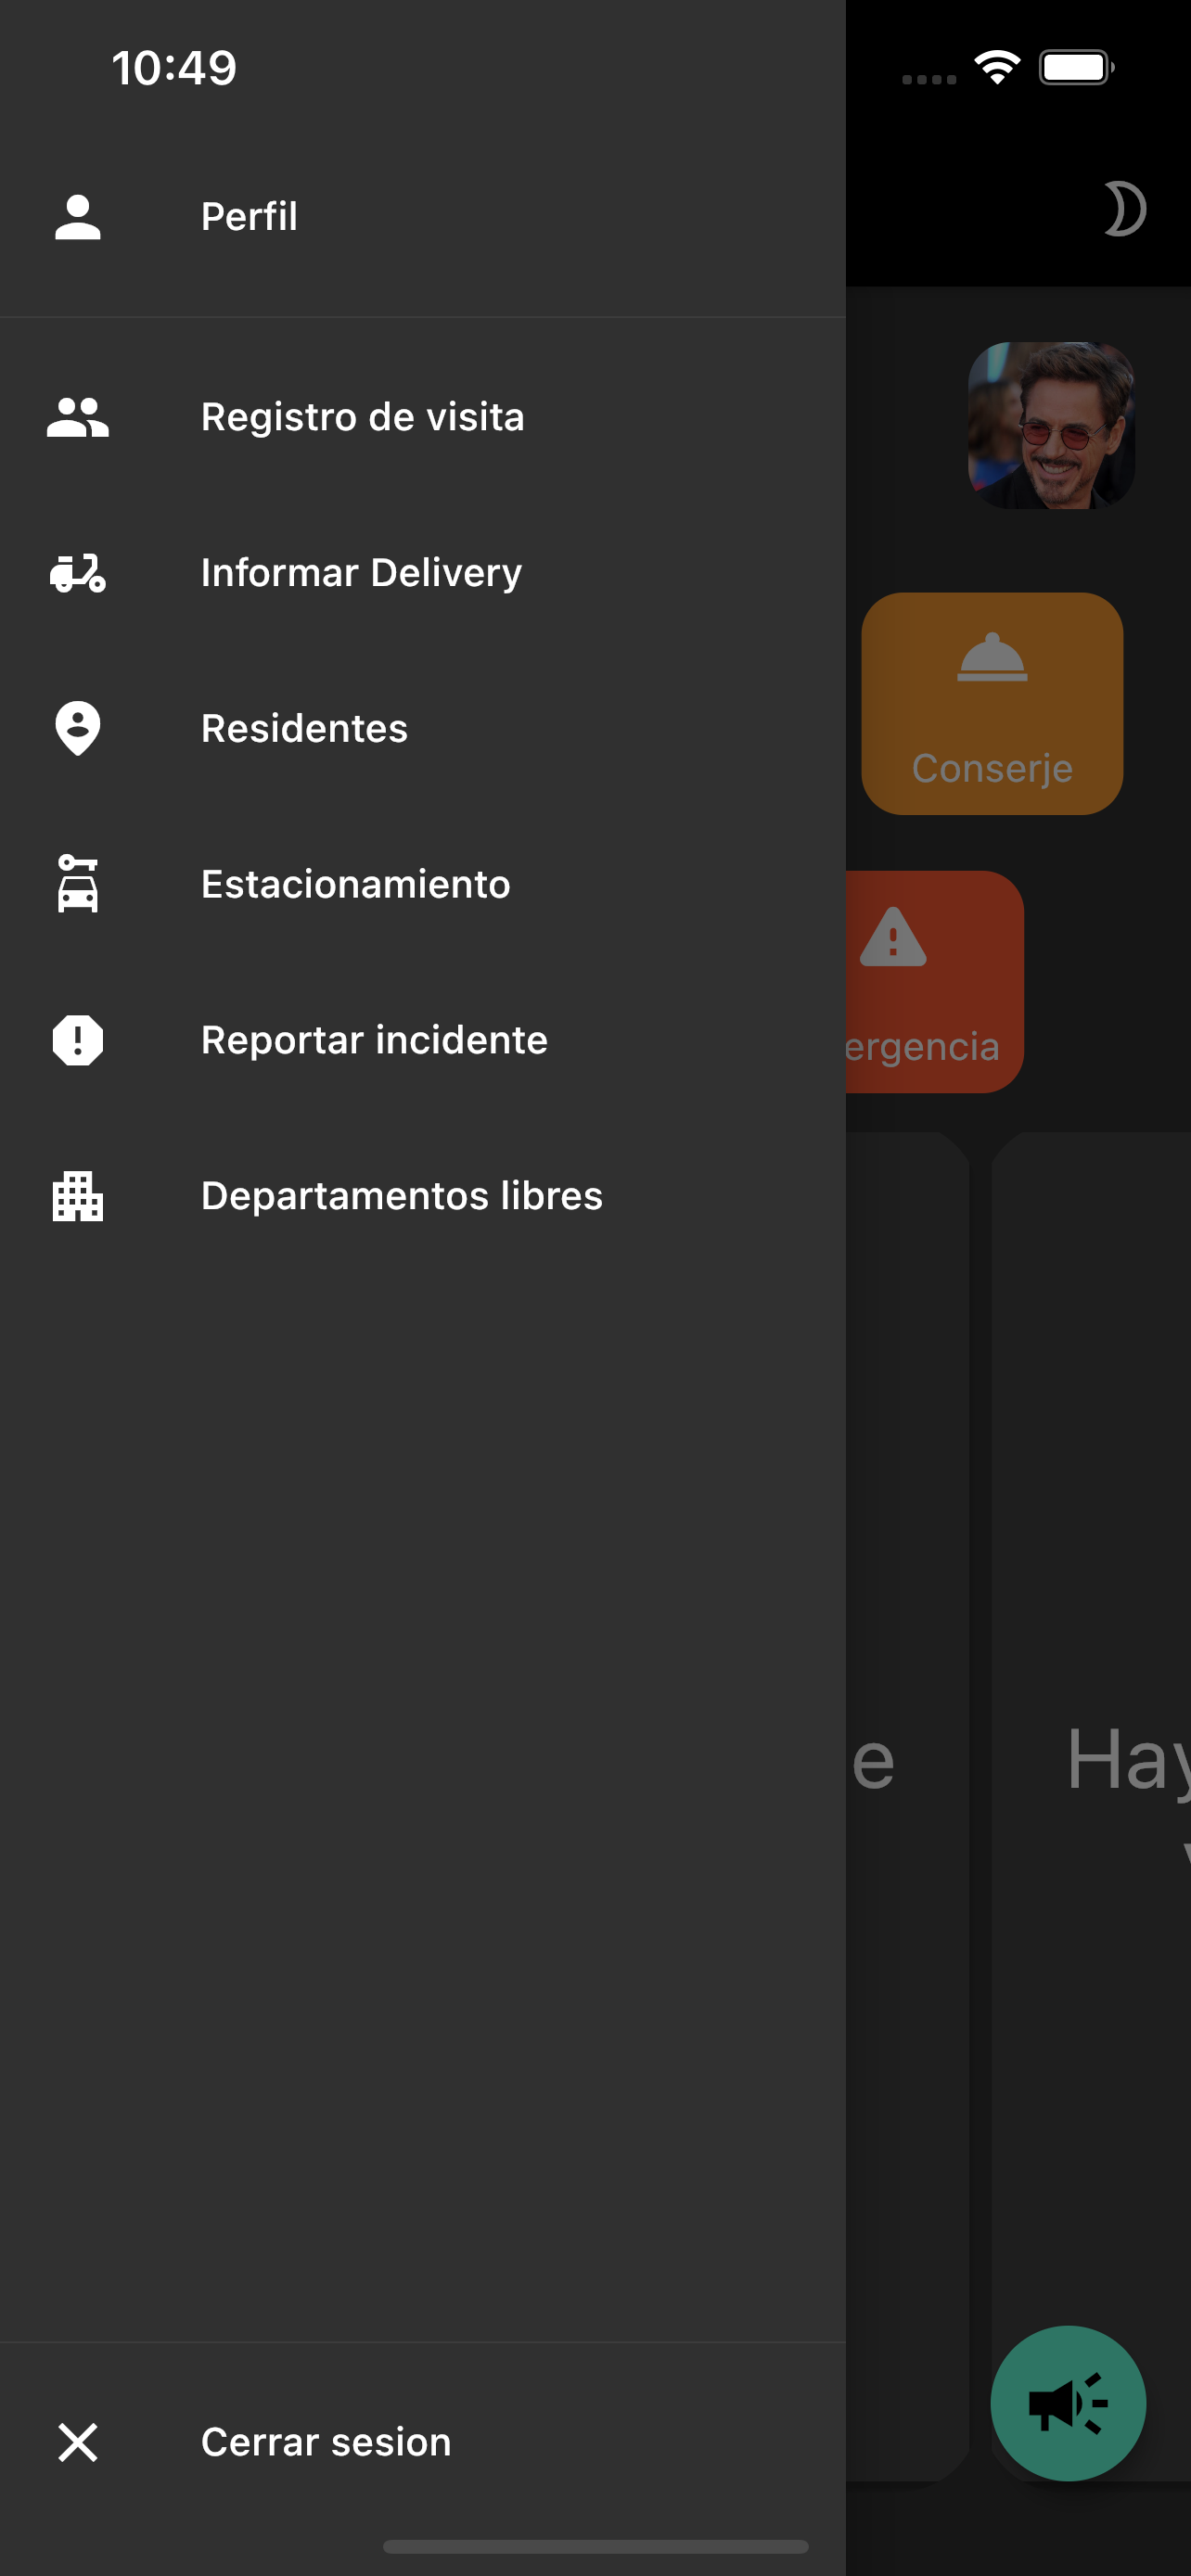 10:49
Perfil
Registro de visita
Informar Delivery
Residentes
Estacionamiento
Reportar incidente
Departamentos libres
Cerrar sesion
Conserje
ergencia
e
Hay